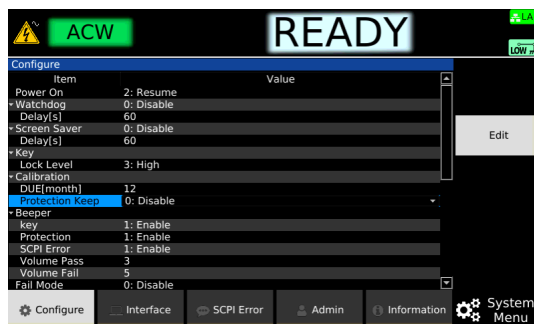 ACW
READY
LA
LOW
Configure
Item Value
Power On 2: Resume
Watchdog 0: Disable
Delay[s] 60
Screen Saver 0: Disable
Delay[s] 60
Key
Lock Level 3: High
Calibration
DUE[month] 12
Protection Keep 0: Disable
Beeper
key 1: Enable
Protection 1: Enable
SCPI Error 1: Enable
Volume Pass 3
Volume Fail 5
Fail Mode 0: Disable
Edit
Configure Interface SCPI Error Admin Information
System
Menu